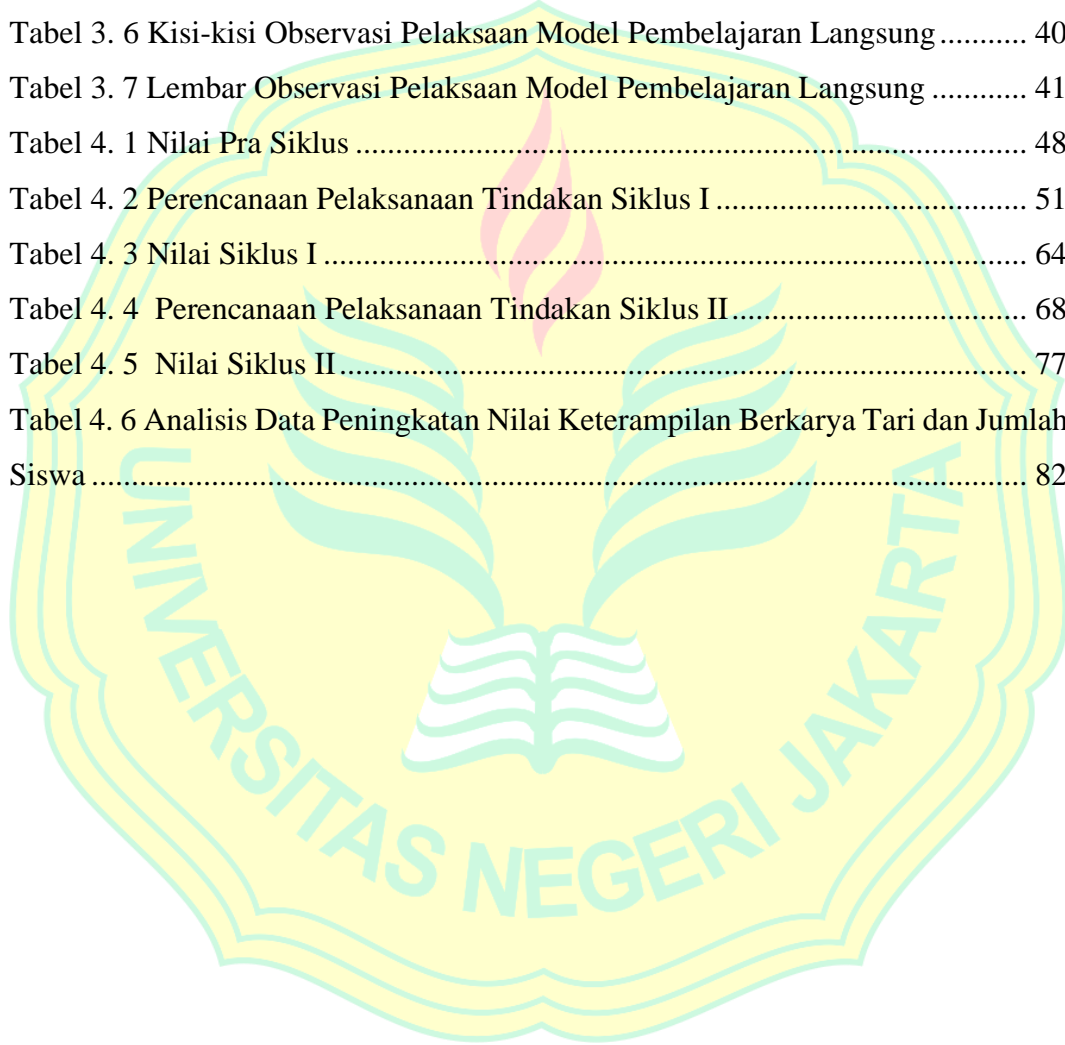 Tabel 3. 6 Kisi-kisi Observasi Pelaksaan Model Pembelajaran Langsung ........... 40
Tabel 3. 7 Lembar Observasi Pelaksaan Model Pembelajaran Langsung ............ 41
Tabel 4. 1 Nilai Pra Siklus .................................................................................... 48
Tabel 4. 2 Perencanaan Pelaksanaan Tindakan Siklus I ....................................... 51
Tabel 4. 3 Nilai Siklus I ........................................................................................ 64
Tabel 4. 4  Perencanaan Pelaksanaan Tindakan Siklus II ..................................... 68
Tabel 4. 5  Nilai Siklus II ...................................................................................... 77
Tabel 4. 6 Analisis Data Peningkatan Nilai Keterampilan Berkarya Tari dan Jumlah
Siswa ..................................................................................................................... 82
UNIVERSITAS NEGERI JAKARTA